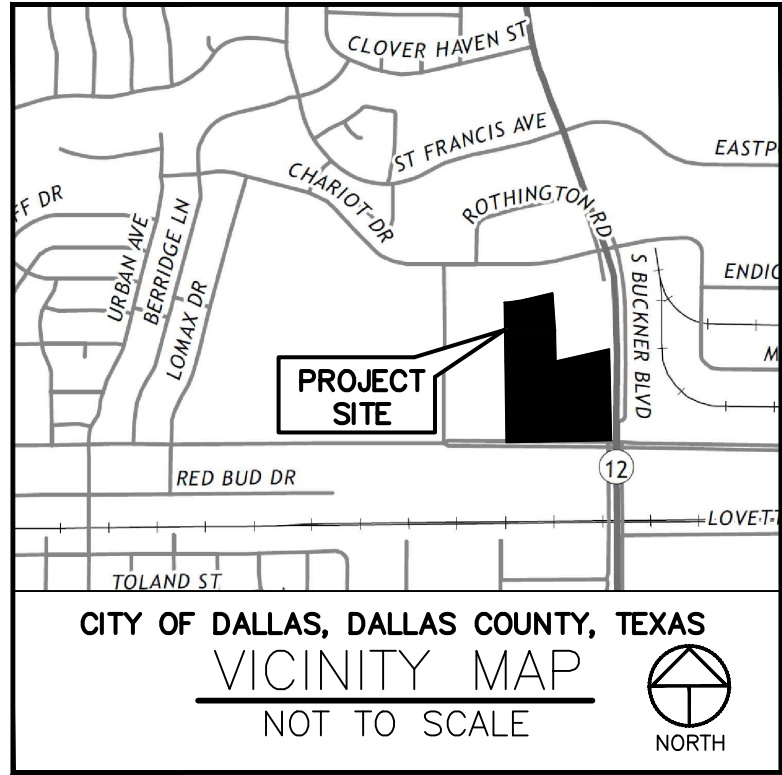 CLOVER HAVEN ST
ST FRANCIS AVE
EASTP
CHARIOT DR
ROTHINGTON RD
FF DR
URBAN AVE
BERRIDGE LN
LOMAX DR
S BUCKNER BLVD
ENDIC
M
PROJECT
SITE
12
RED BUD DR
LOVETT
TOLAND ST
CITY OF DALLAS, DALLAS COUNTY, TEXAS
VICINITY MAP
NOT TO SCALE
NORTH